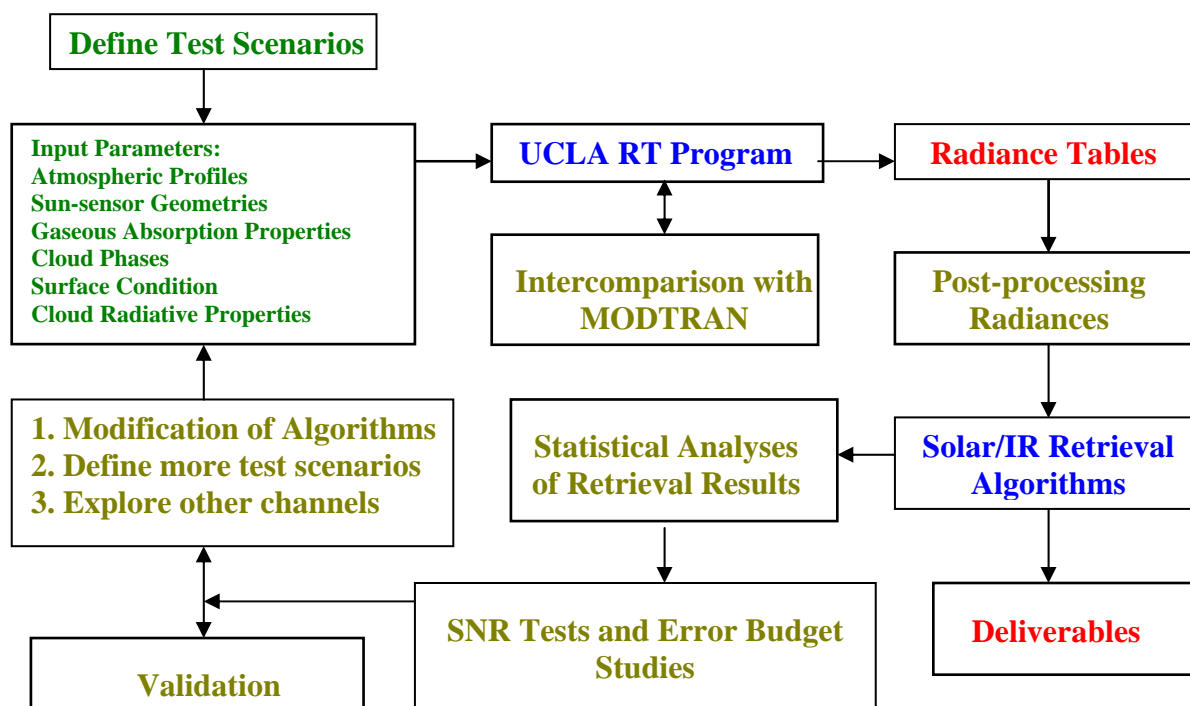 Define Test Scenarios
Input Parameters:
Atmospheric Profiles
Sun-sensor Geometries
Gaseous Absorption Properties
Cloud Phases
Surface Condition
Cloud Radiative Properties
UCLA RT Program
Radiance Tables
Intercomparison with
MODTRAN
Post-processing
Radiances
1. Modification of Algorithms
2. Define more test scenarios
3. Explore other channels
Statistical Analyses
of Retrieval Results
Solar/IR Retrieval
Algorithms
Validation
SNR Tests and Error Budget
Studies
Deliverables